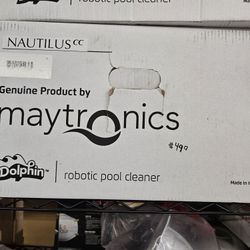 robotic pool cleaner
NAUTILUS CC
Genuine Product by
maytronics
#499
Dolphin | robotic pool cleaner
Made in